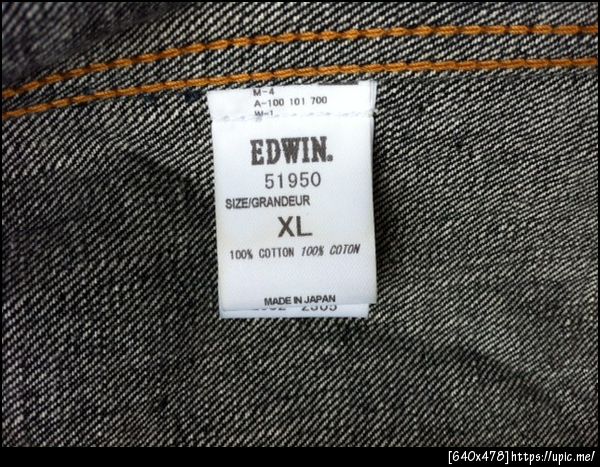 M-4
A-100 101 700
W-1
EDWIN.
51950
SIZE/GRANDEUR
XL
100% COTTON 100% COTON
MADE IN JAPAN
[640x478]https://upic.me/